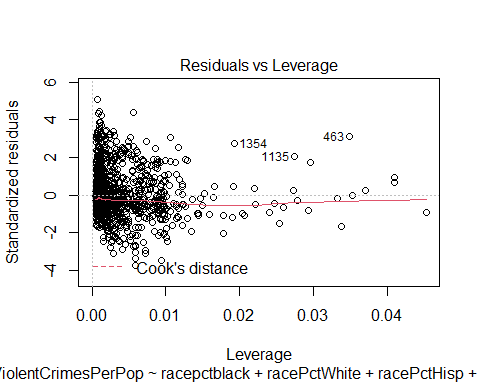 Residuals vs Leverage
Standardized residuals
6
4
2
0
-2
-4
1354
463
1135
Cook's distance
0.00 0.01 0.02 0.03 0.04
Leverage
ViolentCrimesPerPop ~ racepctblack + racePctWhite + racePctHisp +